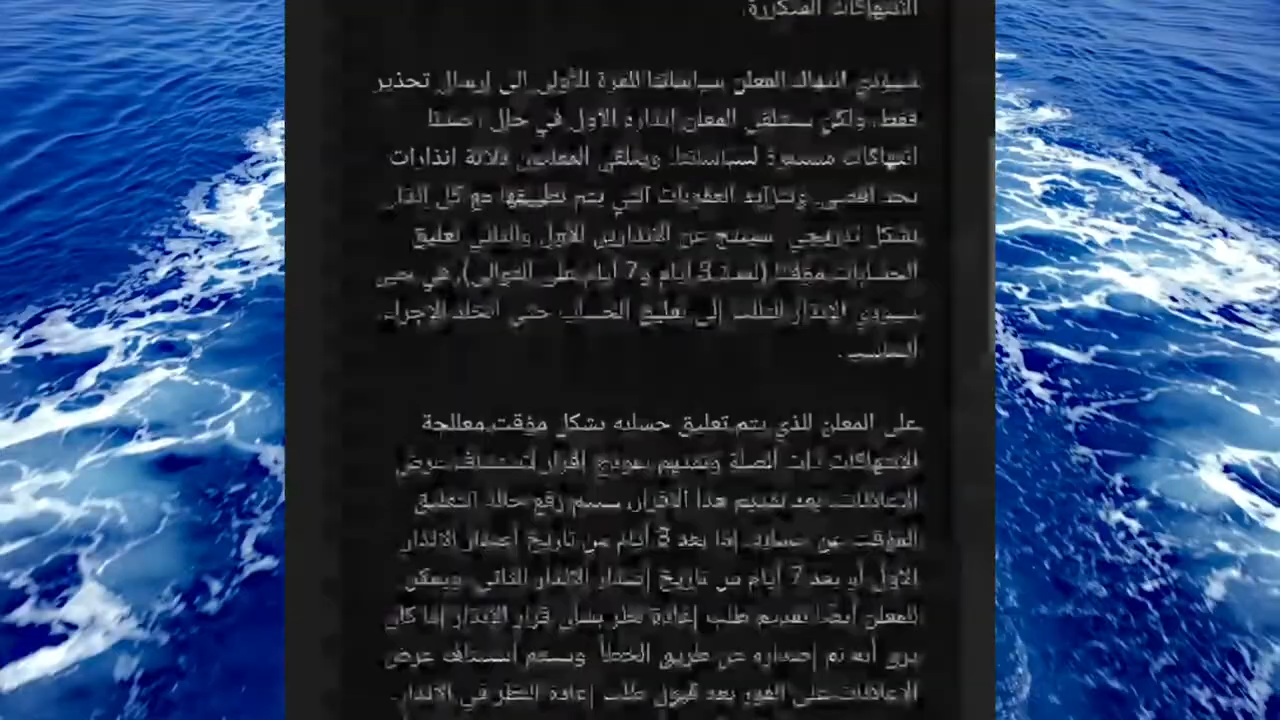 الانتهاكات المتكررة.
سيؤدي انتهاك المعلن سياساتنا للمرة الأولى إلى إرسال تحذير
فقط، ولكن سيتلقى المعلن إنذاره الأول في حال رصدنا
انتهاكات مستمرة لسياساتنا. ويتلقى المعلنين ثلاثة انذارات
بحد أقصى، وتتزايد العقوبات التي يتم تطبيقها مع كل إنذار
بشكل تدريجي. سينتج عن الإنذارين الأول والثاني تعليق
الحسابات مؤقتًا (لمدة 3 أيام و 7 أيام على التوالي)، في حين
سيؤدي الإنذار الثالث إلى تعليق الحساب حتى اتخاذ الإجراء
المناسب.
على المعلن الذي يتم تعليق حسابه بشكل مؤقت معالجة
الانتهاكات ذات الصلة وتقديم نموذج إقرار لاستئناف عرض
الإعلانات. بعد تقديم هذا الإقرار، سيتم رفع حالة التعليق
المؤقت عن حسابه، إما بعد 3 أيام من تاريخ إصدار الإنذار
الأول أو بعد 7 أيام من تاريخ إصدار الإنذار الثاني. ويمكن
للمعلن أيضًا تقديم طلب إعادة نظر بشأن قرار الإنذار إذا كان
يرى أنه تم إصداره عن طريق الخطأ. وسيتم استئناف عرض
الإعلانات على الفور بعد قبول طلب إعادة النظر في الإنذار.